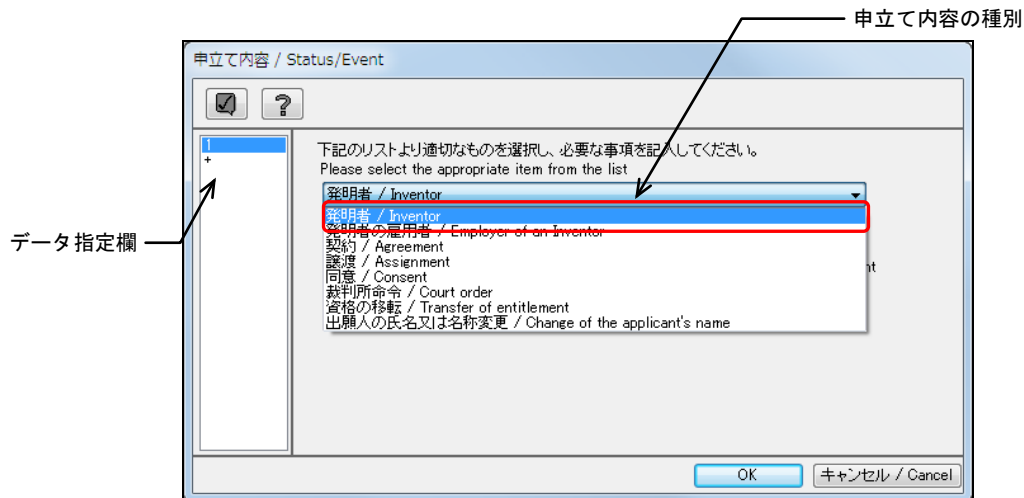 申立て内容の種別
申立て内容 / Status/Event
1
+
下記のリストより適切なものを選択し、必要な事項を記入してください。
Please select the appropriate item from the list
発明者 / Inventor
発明者 / Inventor
発明者の雇用者 / Employer of an Inventor
契約 / Agreement
譲渡 / Assignment
nt
同意 / Consent
裁判所命令 / Court order
資格の移転 / Transfer of entitlement
出願人の氏名又は名称変更 / Change of the applicant's name
データ指定欄
OK
キャンセル / Cancel